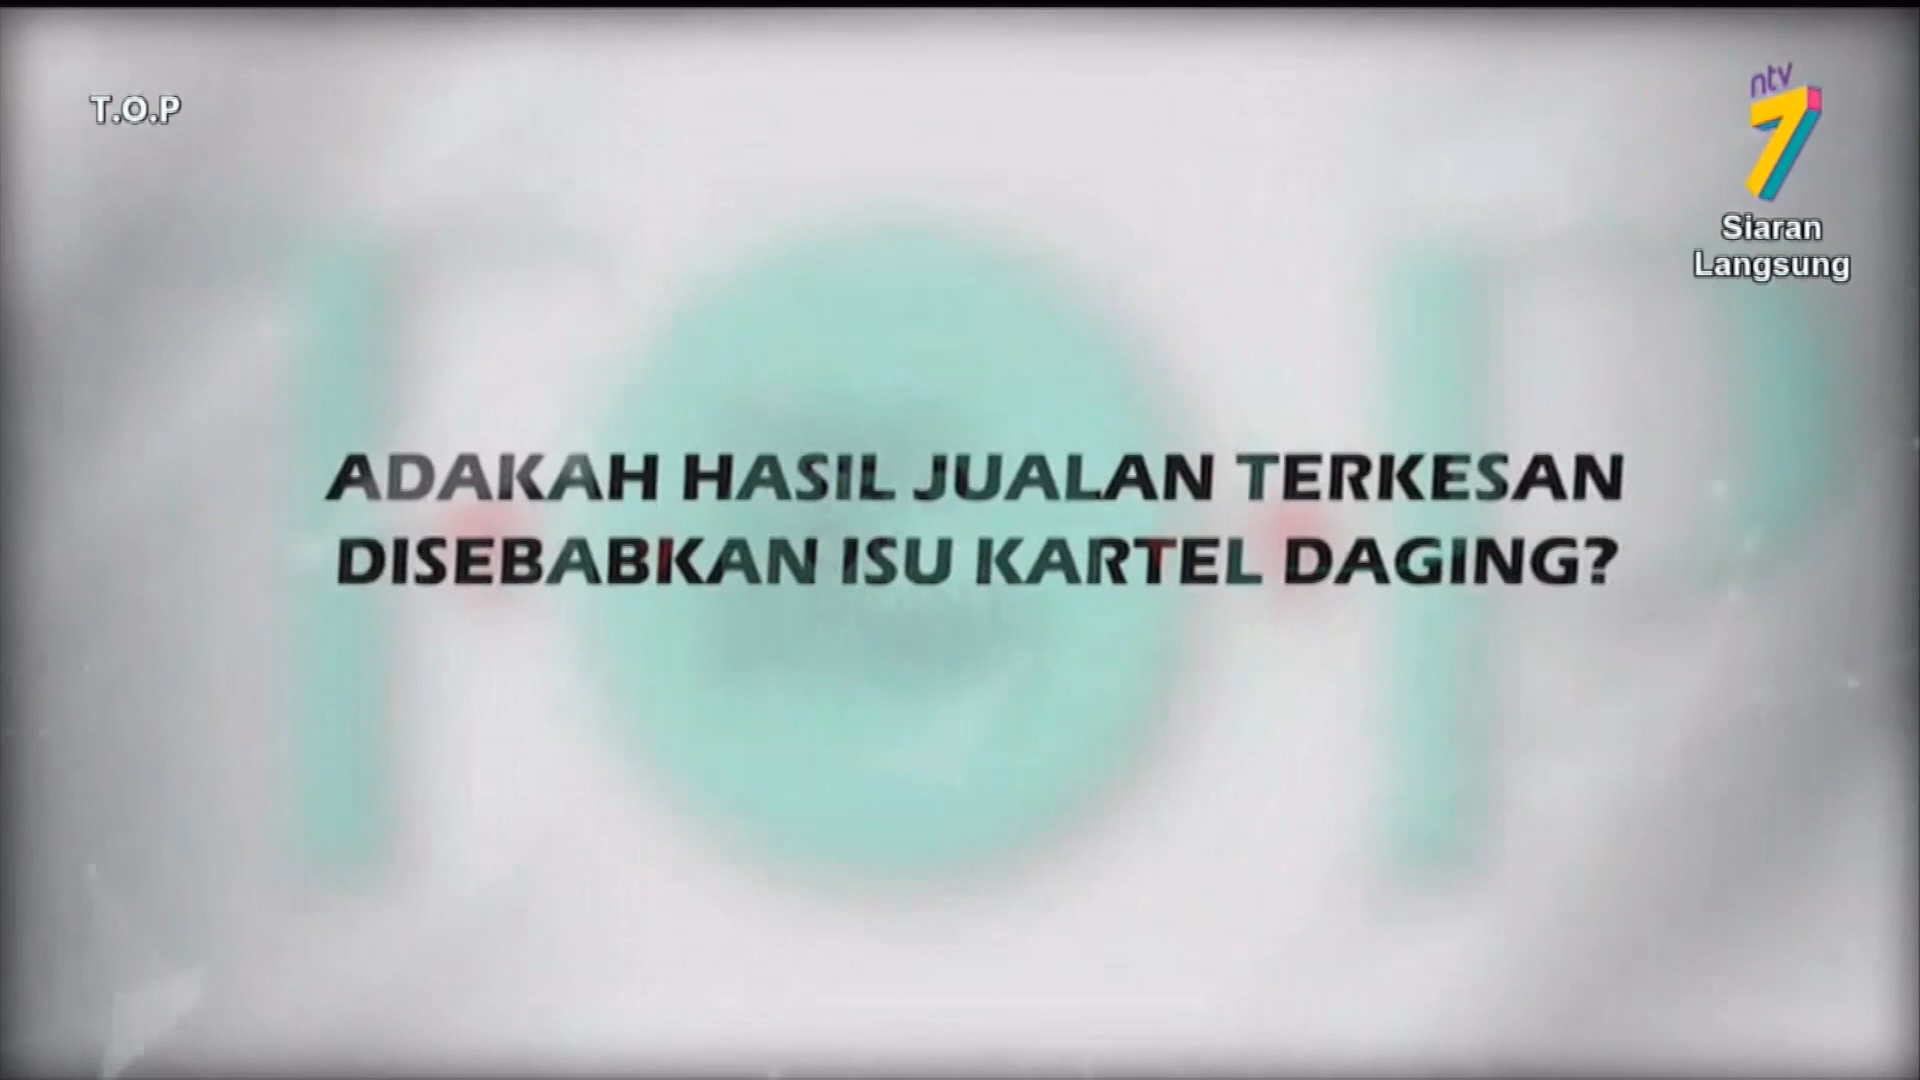 T.O.P
ntv
7
Siaran
Langsung
ADAKAH HASIL JUALAN TERKESAN
DISEBABKAN ISU KARTEL DAGING?